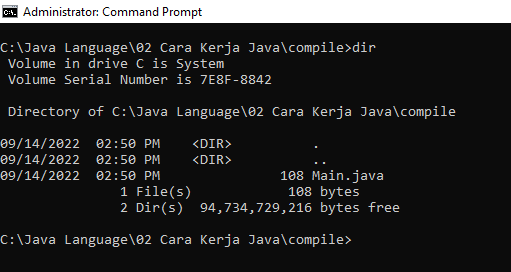 Administrator: Command Prompt
C:\Java Language\02 Cara Kerja Java\compile>dir
 Volume in drive C is System
 Volume Serial Number is 7E8F-8842

 Directory of C:\Java Language\02 Cara Kerja Java\compile

09/14/2022  02:50 PM    <DIR>          .
09/14/2022  02:50 PM    <DIR>          ..
09/14/2022  02:50 PM               108 Main.java
               1 File(s)            108 bytes
               2 Dir(s)  94,734,729,216 bytes free

C:\Java Language\02 Cara Kerja Java\compile>